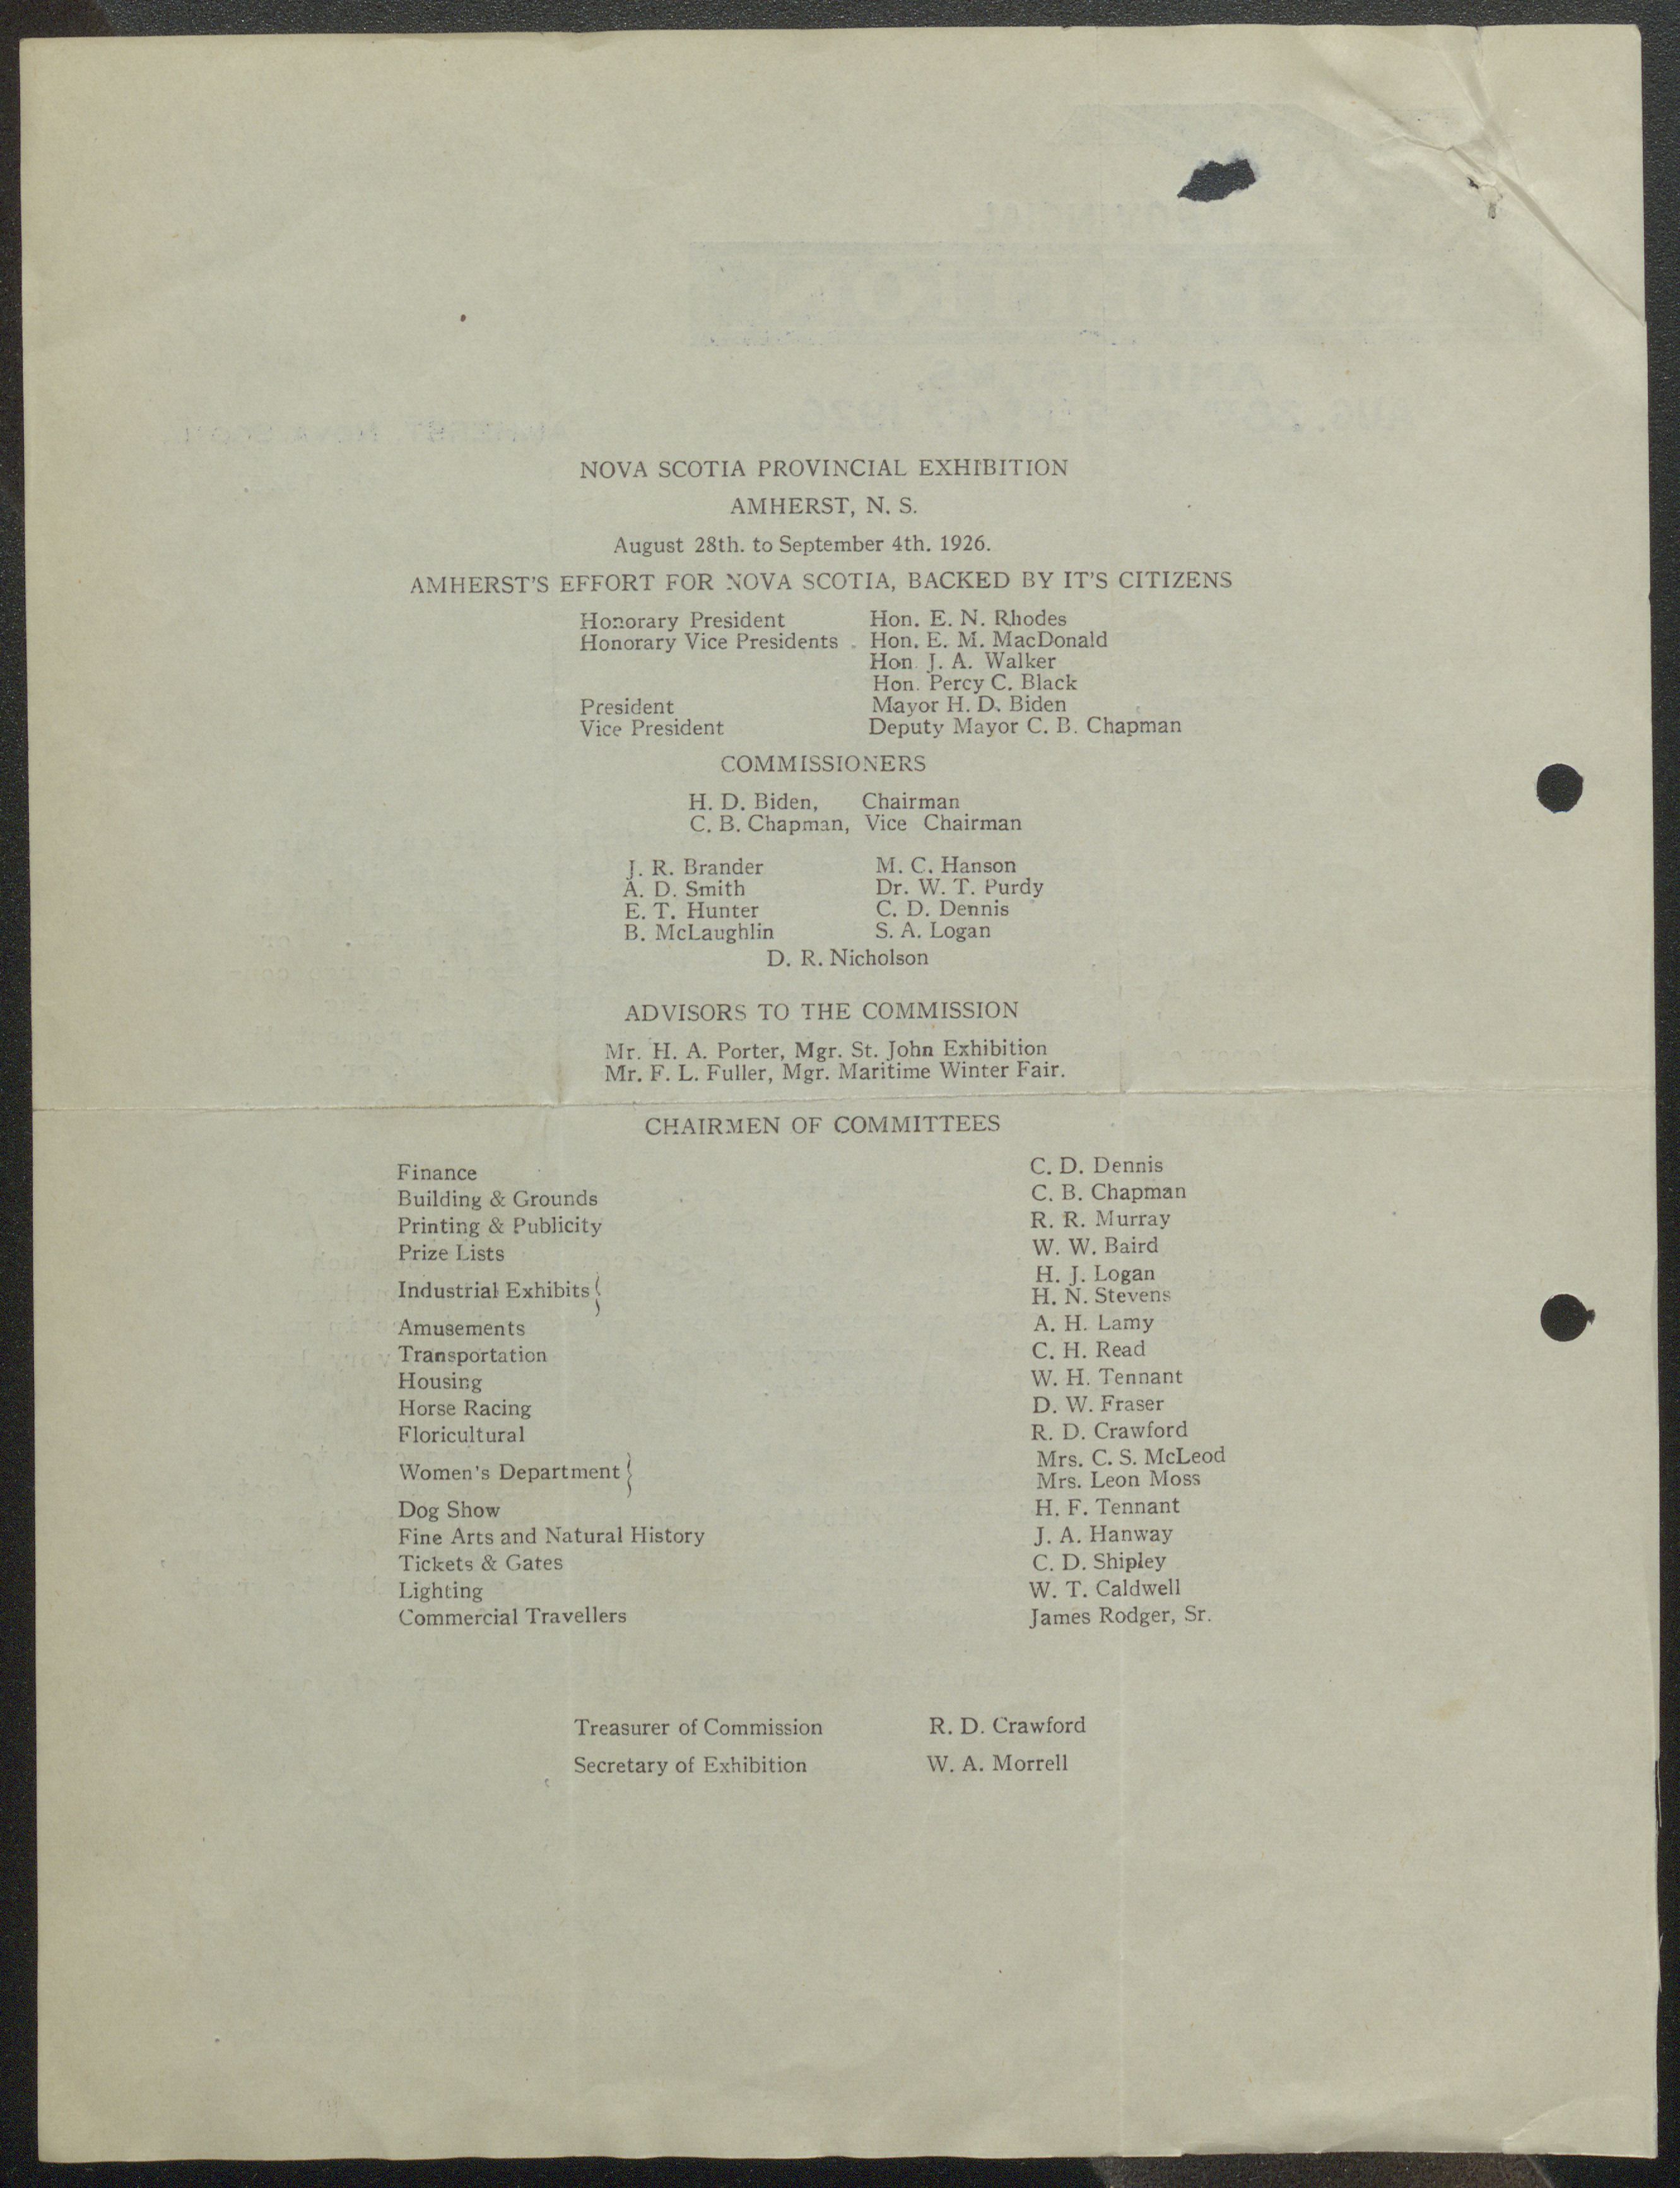 NOVA SCOTIA PROVINCIAL EXHIBITION
AMHERST, N. S.
August 28th. to September 4th. 1926.
AMHERST'S EFFORT FOR NOVA SCOTIA, BACKED BY IT'S CITIZENS
Honorary President Hon. E. N. Rhodes
Honorary Vice Presidents . Hon. E. M. MacDonald
Hon. J. A. Walker
Hon. Percy C. Black
President Mayor H. D. Biden
Vice President Deputy Mayor C. B. Chapman
COMMISSIONERS
H. D. Biden, Chairman
C. B. Chapman, Vice Chairman
J. R. Brander M. C. Hanson
A. D. Smith Dr. W. T. Purdy
E. T. Hunter C. D. Dennis
B. McLaughlin S. A. Logan
D. R. Nicholson
ADVISORS TO THE COMMISSION
Mr. H. A. Porter, Mgr. St. John Exhibition
Mr. F. L. Fuller, Mgr. Maritime Winter Fair.
CHAIRMEN OF COMMITTEES
Finance C. D. Dennis
Building & Grounds C. B. Chapman
Printing & Publicity R. R. Murray
Prize Lists W. W. Baird
Industrial Exhibits { H. J. Logan
H. N. Stevens
Amusements A. H. Lamy
Transportation C. H. Read
Housing W. H. Tennant
Horse Racing D. W. Fraser
Floricultural R. D. Crawford
Women's Department { Mrs. C. S. McLeod
Mrs. Leon Moss
Dog Show H. F. Tennant
Fine Arts and Natural History J. A. Hanway
Tickets & Gates C. D. Shipley
Lighting W. T. Caldwell
Commercial Travellers James Rodger, Sr.
Treasurer of Commission R. D. Crawford
Secretary of Exhibition W. A. Morrell